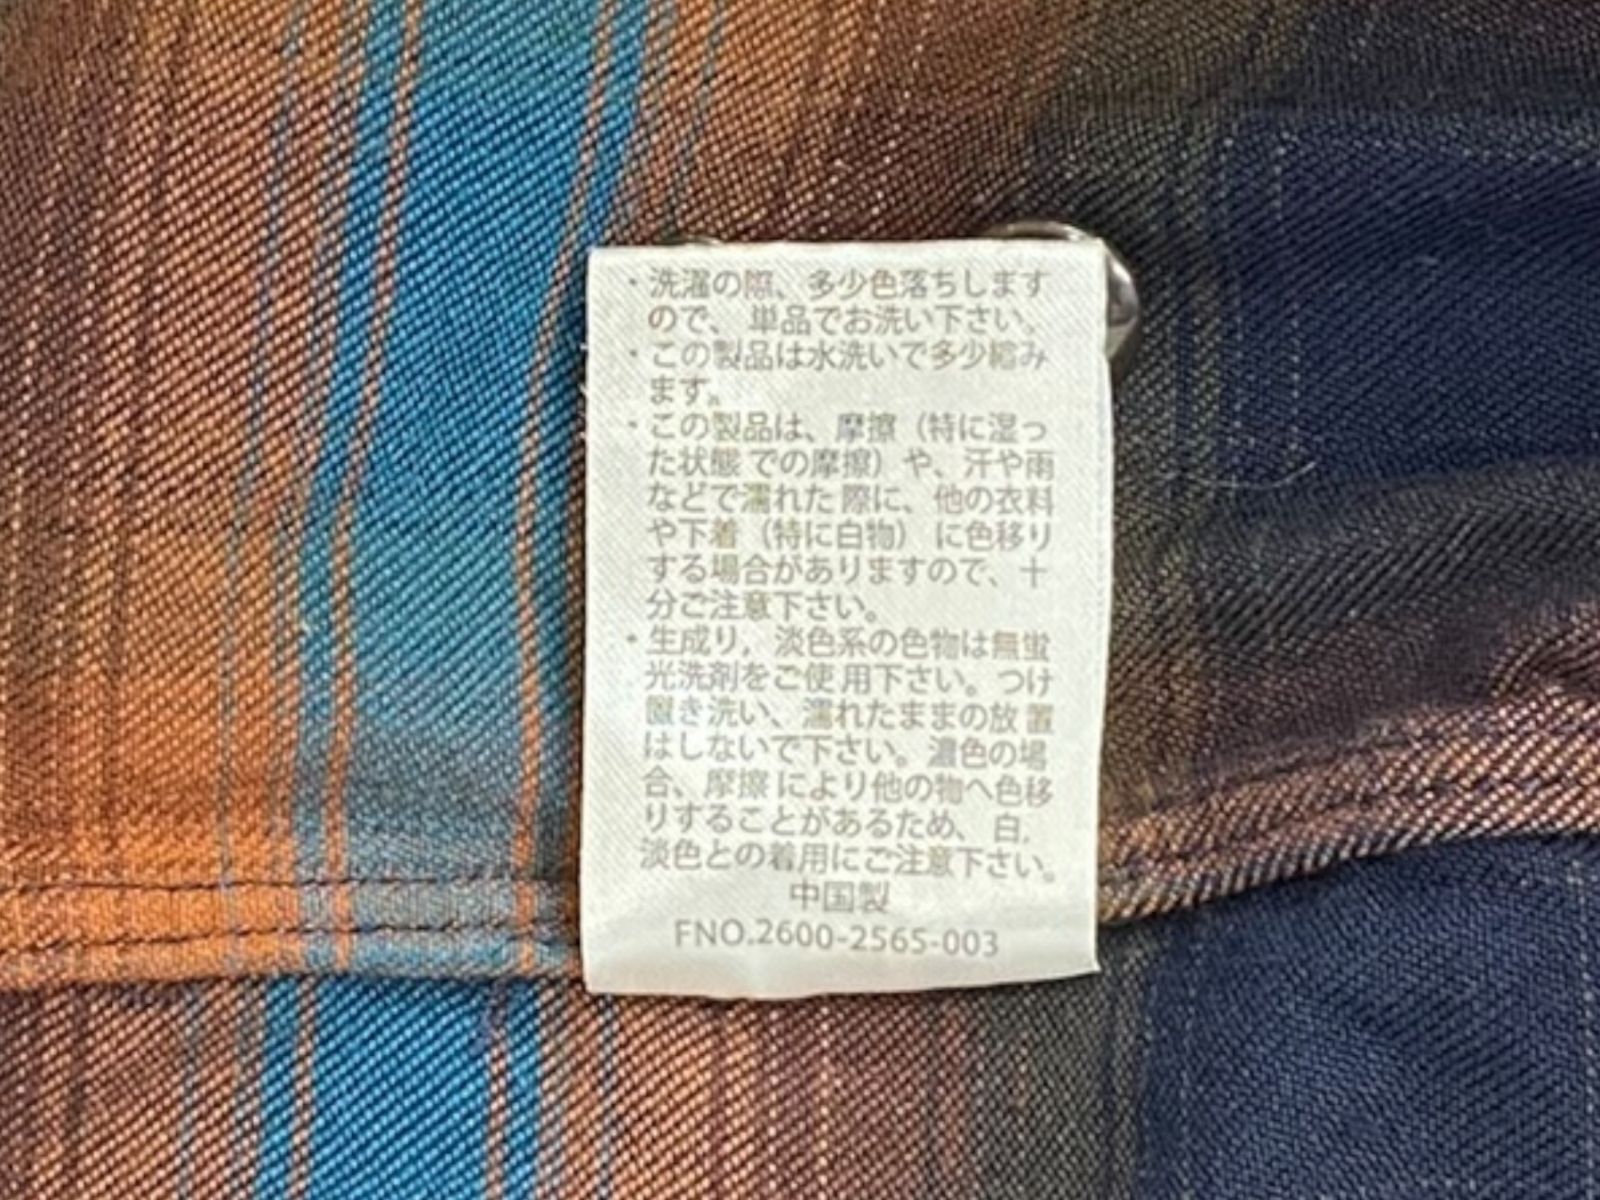 ・洗濯の際、多少色落ちします
ので、単品でお洗い下さい。
・この製品は水洗いで多少縮み
ます。
・この製品は、摩擦（特に湿っ
た状態での摩擦）や、汗や雨
などで濡れた際に、他の衣料
や下着（特に白物）に色移り
する場合がありますので、十
分ご注意下さい。
・生成り，淡色系の色物は無蛍
光洗剤をご使用下さい。つけ
置き洗い、濡れたままの放置
はしないで下さい。濃色の場
合、摩擦により他の物へ色移
りすることがあるため、白，
淡色との着用にご注意下さい。
中国製
FNO.2600-2565-003